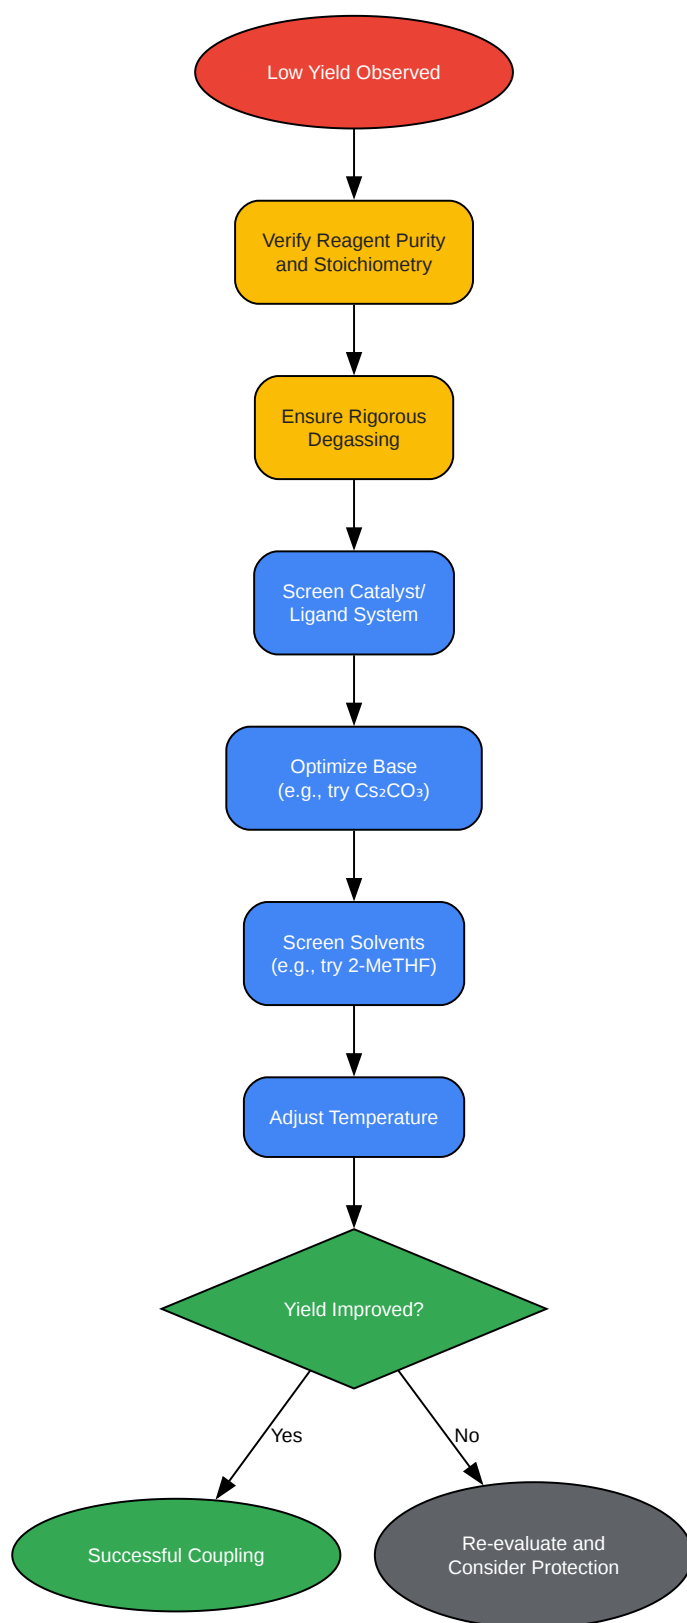 Low Yield Observed
Verify Reagent Purity
and Stoichiometry
Ensure Rigorous
Degassing
Screen Catalyst/
Ligand System
Optimize Base
(e.g., try Cs₂CO₃)
Screen Solvents
(e.g., try 2-MeTHF)
Adjust Temperature
Yield Improved?
Yes
No
Successful Coupling
Re-evaluate and
Consider Protection